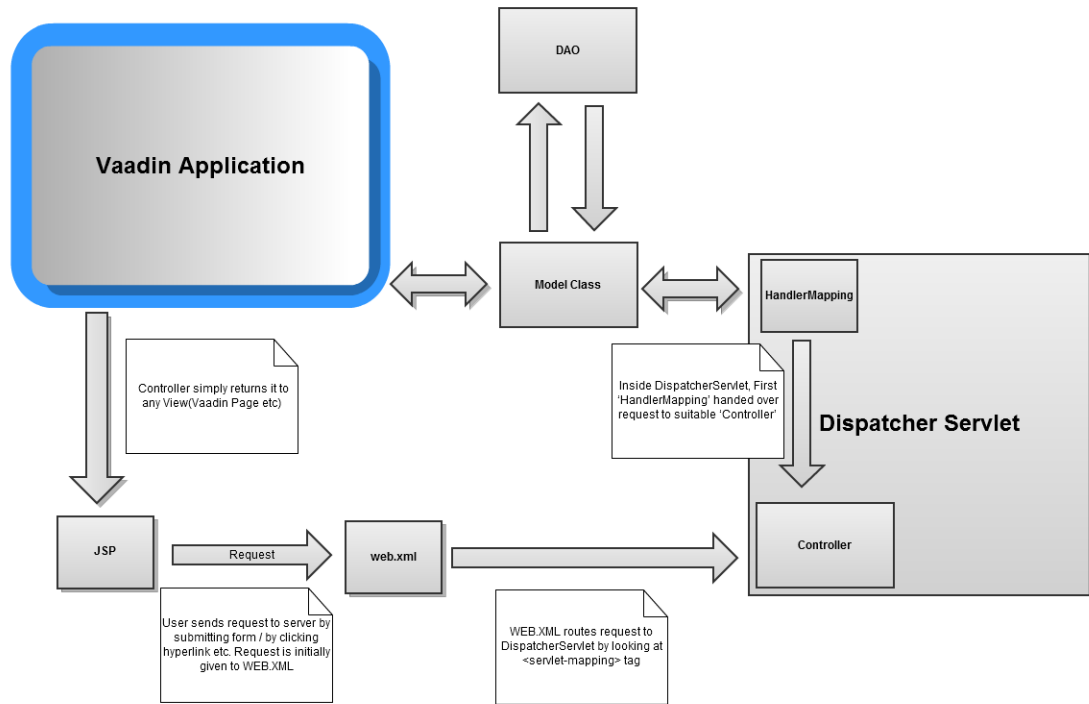 DAO
Vaadin Application
Model Class
HandlerMapping
Controller simply returns it to
any View(Vaadin Page etc)
Inside DispatcherServlet, First
‘HandlerMapping’ handed over
request to suitable ‘Controller’
Dispatcher Servlet
JSP
Request
web.xml
Controller
User sends request to server by
submitting form / by clicking
hyperlink etc. Request is initially
given to WEB.XML
WEB.XML routes request to
DispatcherServlet by looking at
<servlet-mapping> tag